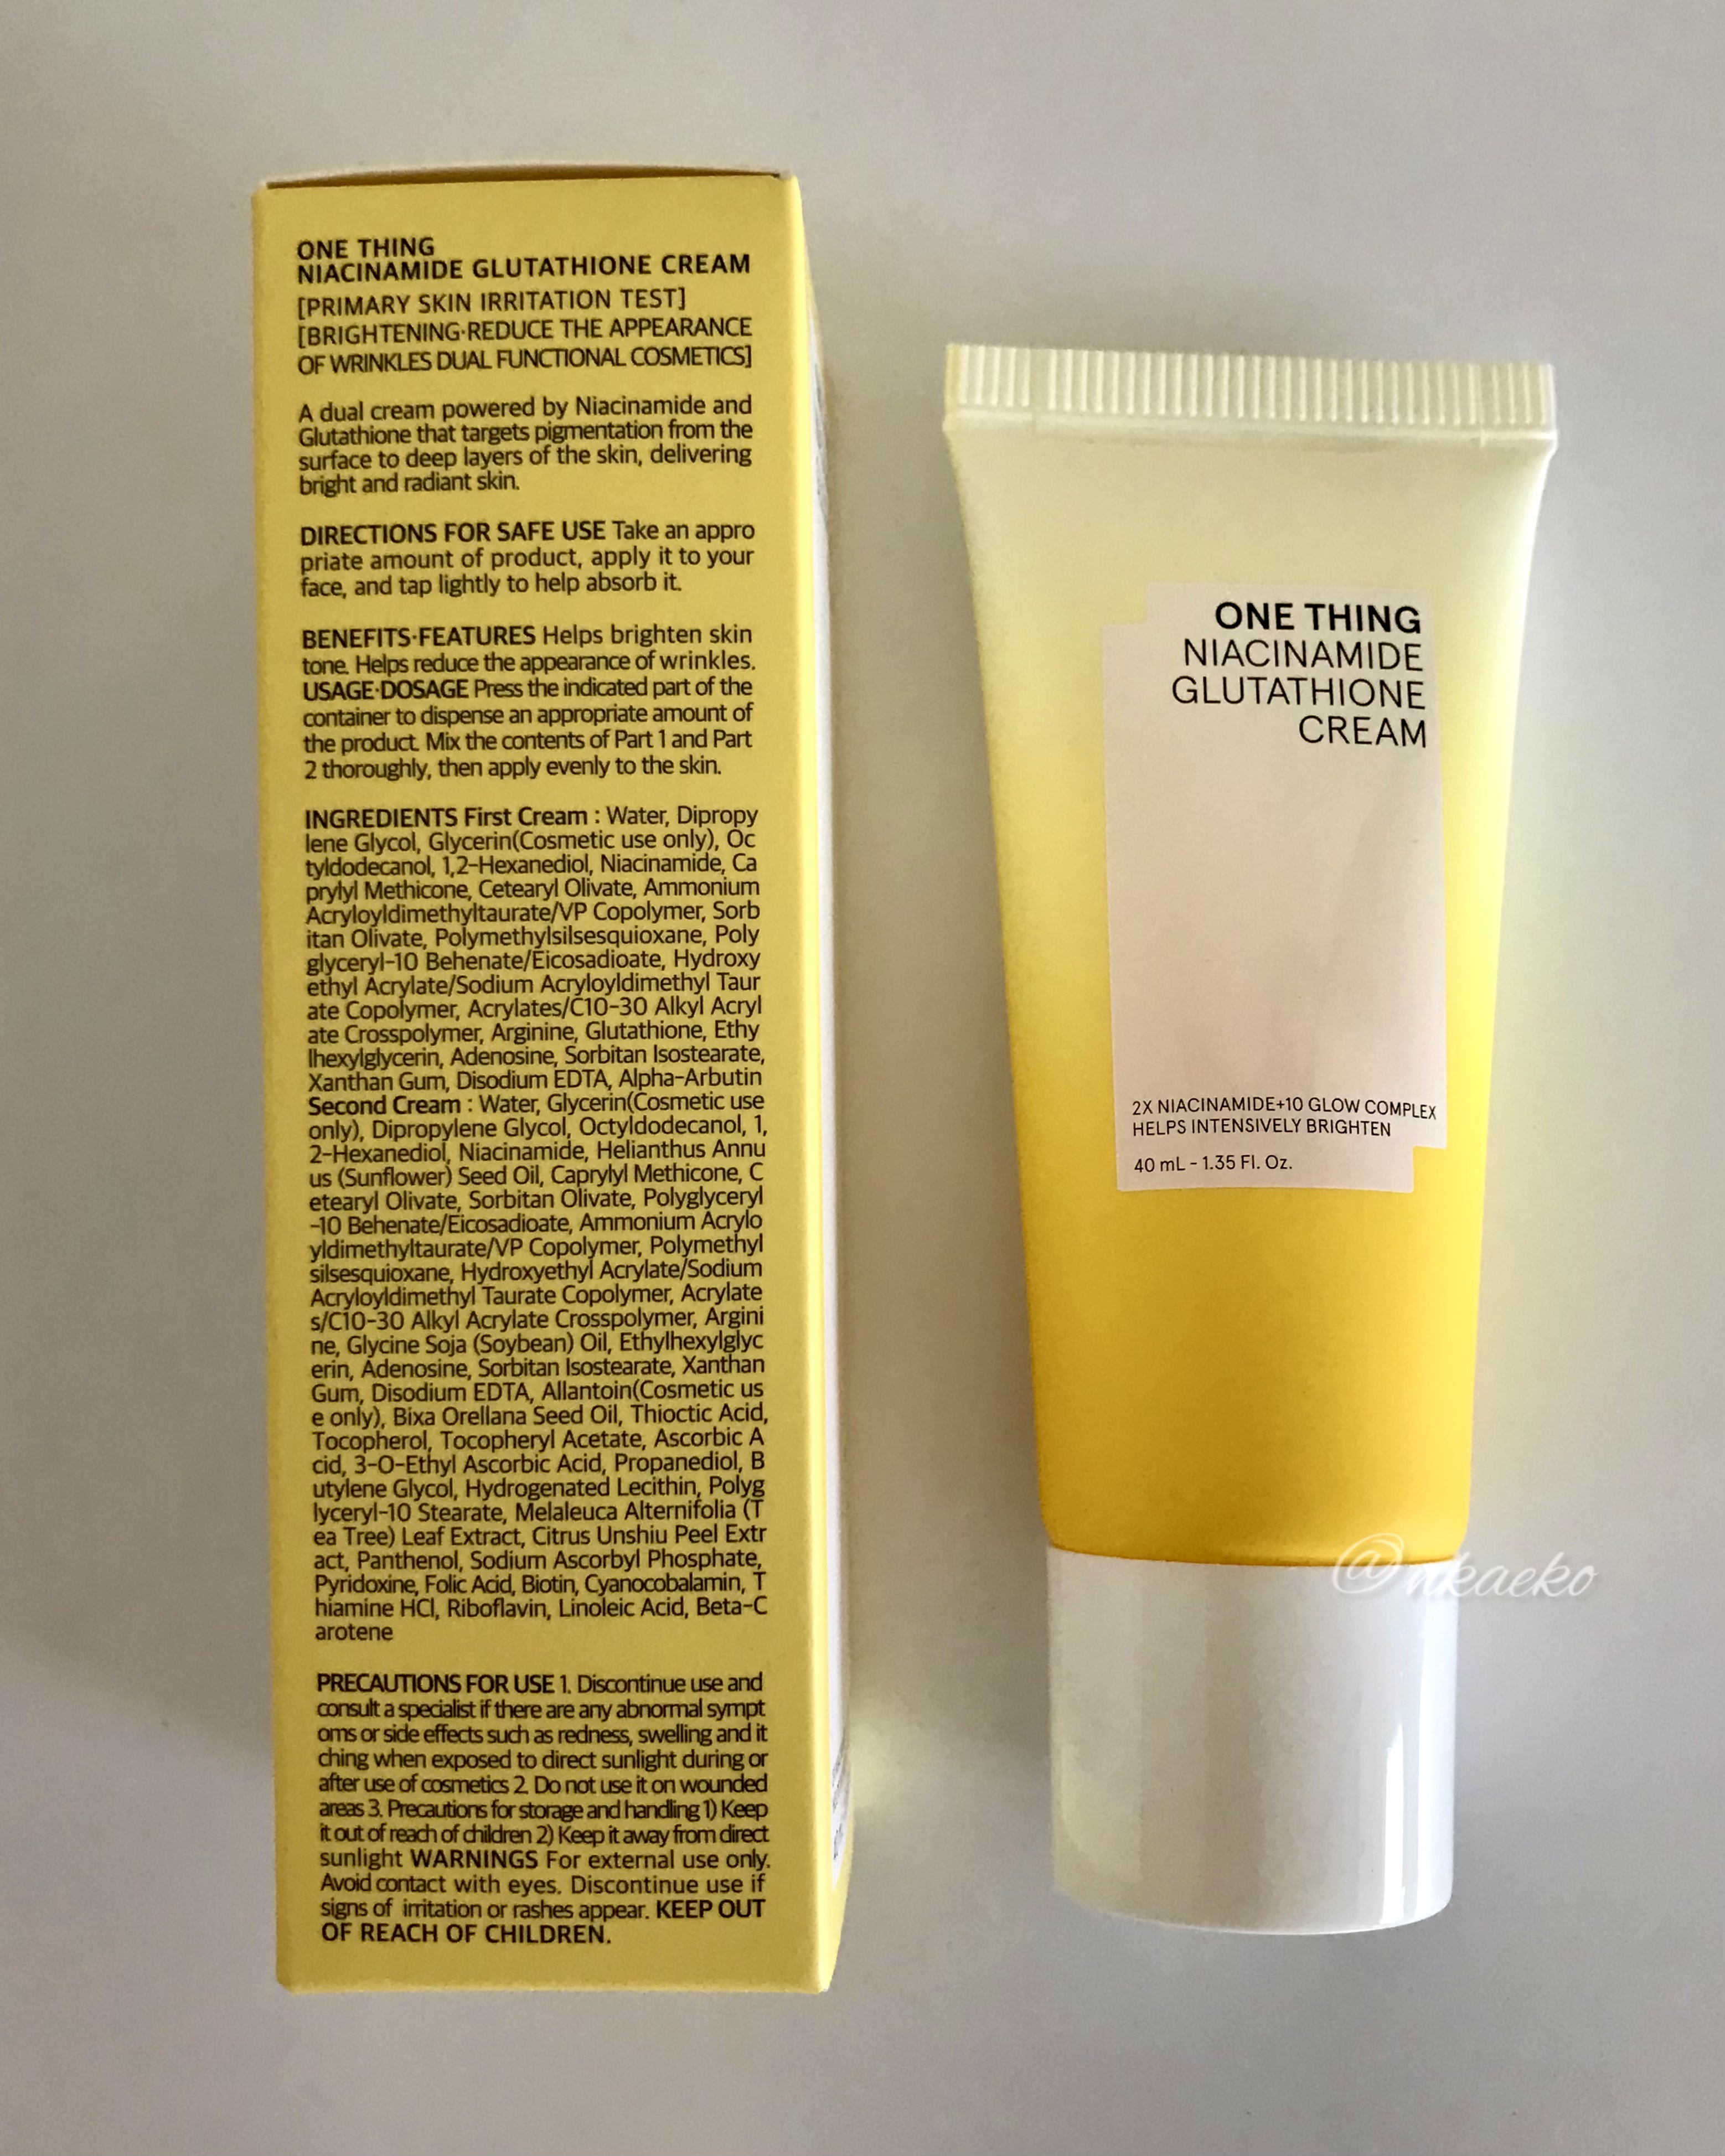 ONE THING
NIACINAMIDE GLUTATHIONE CREAM
[PRIMARY SKIN IRRITATION TEST]
[BRIGHTENING·REDUCE THE APPEARANCE
OF WRINKLES DUAL FUNCTIONAL COSMETICS]
A dual cream powered by Niacinamide and
Glutathione that targets pigmentation from the
surface to deep layers of the skin, delivering
bright and radiant skin.
DIRECTIONS FOR SAFE USE Take an appro
priate amount of product, apply it to your
face, and tap lightly to help absorb it.
BENEFITS·FEATURES Helps brighten skin
tone. Helps reduce the appearance of wrinkles.
USAGE·DOSAGE Press the indicated part of the
container to dispense an appropriate amount of
the product. Mix the contents of Part 1 and Part
2 thoroughly, then apply evenly to the skin.
INGREDIENTS First Cream : Water, Dipropy
lene Glycol, Glycerin(Cosmetic use only), Oc
tyldodecanol, 1,2-Hexanediol, Niacinamide, Ca
prylyl Methicone, Cetearyl Olivate, Ammonium
Acryloyldimethyltaurate/VP Copolymer, Sorb
itan Olivate, Polymethylsilsesquioxane, Poly
glyceryl-10 Behenate/Eicosadioate, Hydroxy
ethyl Acrylate/Sodium Acryloyldimethyl Taur
ate Copolymer, Acrylates/C10-30 Alkyl Acryl
ate Crosspolymer, Arginine, Glutathione, Ethy
lhexylglycerin, Adenosine, Sorbitan Isostearate,
Xanthan Gum, Disodium EDTA, Alpha-Arbutin
Second Cream : Water, Glycerin(Cosmetic use
only), Dipropylene Glycol, Octyldodecanol, 1,
2-Hexanediol, Niacinamide, Helianthus Annu
us (Sunflower) Seed Oil, Caprylyl Methicone, C
etearyl Olivate, Sorbitan Olivate, Polyglyceryl
-10 Behenate/Eicosadioate, Ammonium Acrylo
yldimethyltaurate/VP Copolymer, Polymethyl
silsesquioxane, Hydroxyethyl Acrylate/Sodium
Acryloyldimethyl Taurate Copolymer, Acrylate
s/C10-30 Alkyl Acrylate Crosspolymer, Argini
ne, Glycine Soja (Soybean) Oil, Ethylhexylglyc
erin, Adenosine, Sorbitan Isostearate, Xanthan
Gum, Disodium EDTA, Allantoin(Cosmetic us
e only), Bixa Orellana Seed Oil, Thioctic Acid,
Tocopherol, Tocopheryl Acetate, Ascorbic A
cid, 3-O-Ethyl Ascorbic Acid, Propanediol, B
utylene Glycol, Hydrogenated Lecithin, Polyg
lyceryl-10 Stearate, Melaleuca Alternifolia (T
ea Tree) Leaf Extract, Citrus Unshiu Peel Extr
act, Panthenol, Sodium Ascorbyl Phosphate,
Pyridoxine, Folic Acid, Biotin, Cyanocobalamin, T
hiamine HCl, Riboflavin, Linoleic Acid, Beta-C
arotene
PRECAUTIONS FOR USE 1. Discontinue use and
consult a specialist if there are any abnormal sympt
oms or side effects such as redness, swelling and it
ching when exposed to direct sunlight during or
after use of cosmetics 2. Do not use it on wounded
areas 3. Precautions for storage and handling 1) Keep
it out of reach of children 2) Keep it away from direct
sunlight WARNINGS For external use only.
Avoid contact with eyes. Discontinue use if
signs of irritation or rashes appear. KEEP OUT
OF REACH OF CHILDREN.
ONE THING
NIACINAMIDE
GLUTATHIONE
CREAM
2X NIACINAMIDE+10 GLOW COMPLEX
HELPS INTENSIVELY BRIGHTEN
40 mL - 1.35 Fl. Oz.
@nkaeko